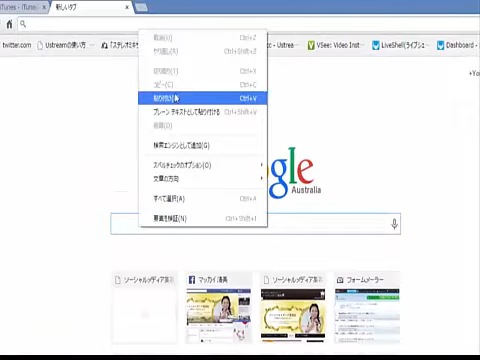 iTunes - iTunes
新しいタブ
twitter.com
Ustreamの使い方
VSee: Video Inst
LiveShell(ライブシェ
Dashboard -
取消(U) Ctrl+Z
やり直し(R) Ctrl+Shift+Z
切り取り(T) Ctrl+X
コピー(C) Ctrl+C
貼り付け(P) Ctrl+V
プレーン テキストとして貼り付ける Ctrl+Shift+V
削除(D)
検索エンジンとして追加(G)
スペルチェックのオプション(O)
文章の方向
すべて選択(A) Ctrl+A
要素を検証(N) Ctrl+Shift+I
gle
Australia
ソーシャルメディア集客
マッカイ 清美
ソーシャルメディア集客
フォームメーラー